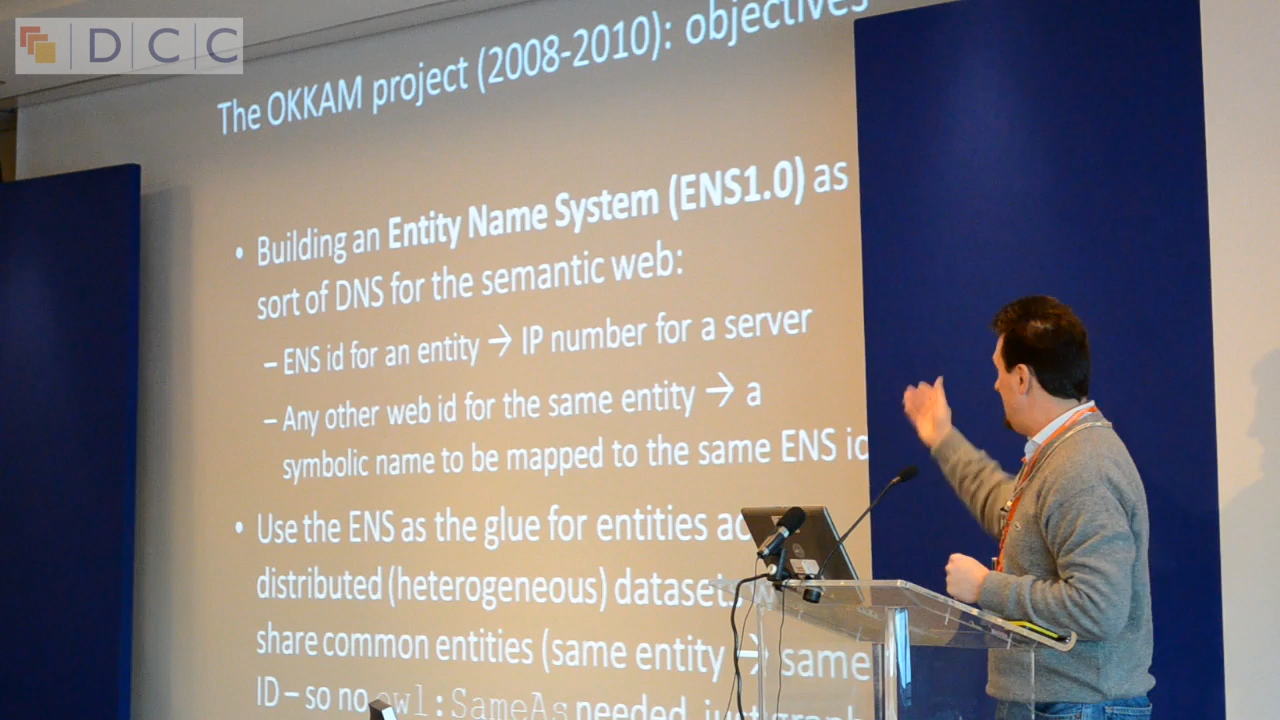 DCC
The OKKAM project (2008-2010): objectives
• Building an Entity Name System (ENS1.0) as
sort of DNS for the semantic web:
– ENS id for an entity → IP number for a server
– Any other web id for the same entity → a
symbolic name to be mapped to the same ENS id
• Use the ENS as the glue for entities
distributed (heterogeneous) datasets
share common entities (same entity → same
ID – so no owl:SameAs needed, just graph